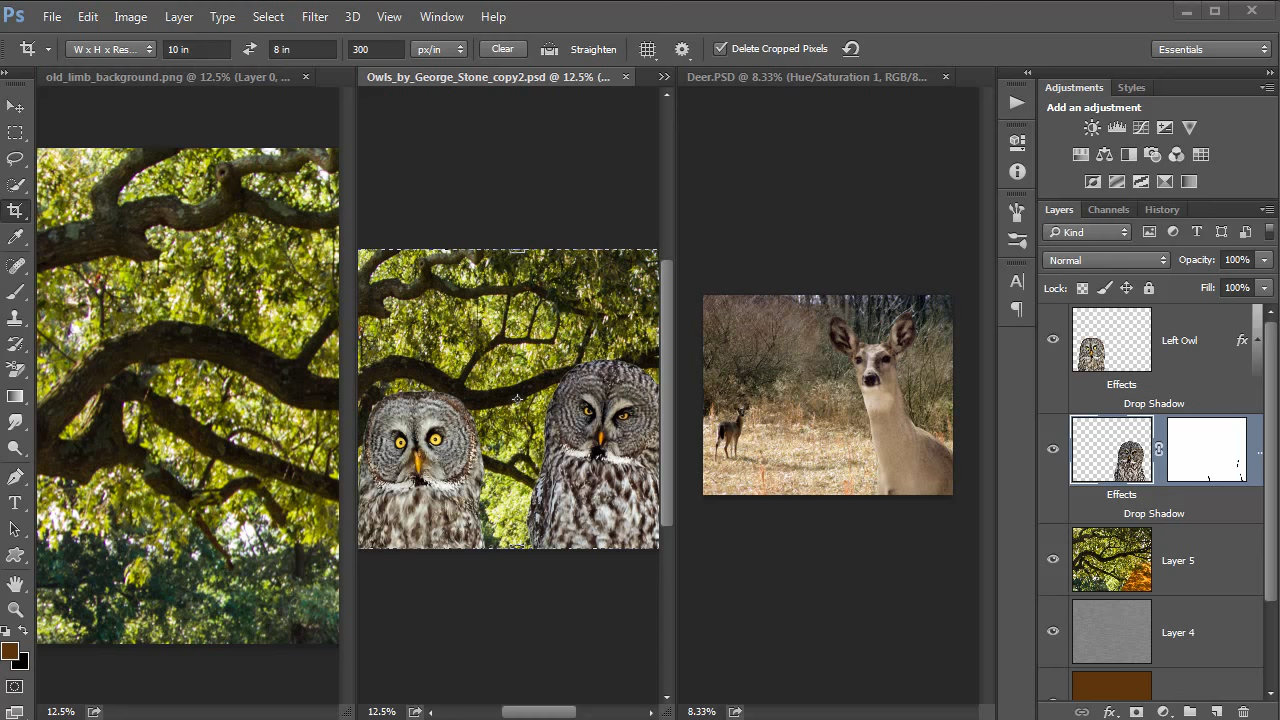 Ps File Edit Image Layer Type Select Filter 3D View Window Help
W x H x Res... 10 in 8 in 300 px/in Clear Straighten Delete Cropped Pixels Essentials
old_limb_background.png @ 12.5% (Layer 0, ... Owls_by_George_Stone_copy2.psd @ 12.5% (... Deer.PSD @ 8.33% (Hue/Saturation 1, RGB/8...
Adjustments Styles
Add an adjustment
Layers Channels History
Kind
Normal Opacity: 100%
Lock: Fill: 100%
Left Owl fx
Effects
Drop Shadow
Effects
Drop Shadow
Layer 5
Layer 4
12.5% 12.5% 8.33%